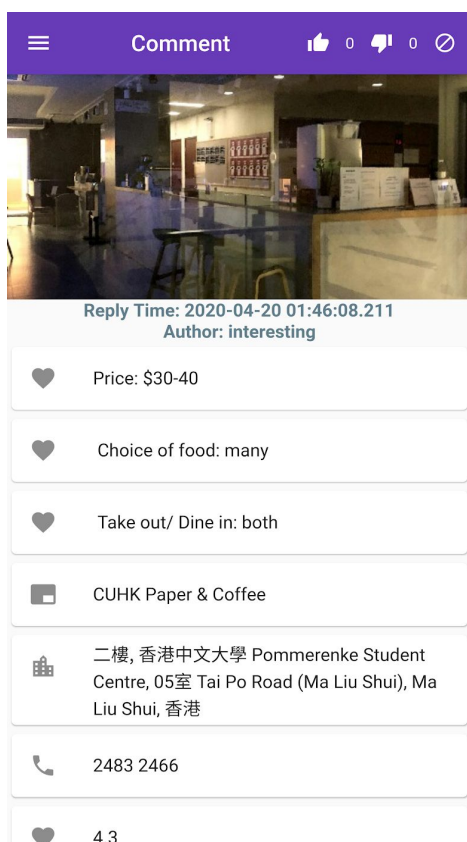 Comment
0
0
Reply Time: 2020-04-20 01:46:08.211
Author: interesting
Price: $30-40
Choice of food: many
Take out/ Dine in: both
CUHK Paper & Coffee
二樓, 香港中文大學 Pommerenke Student
Centre, 05室 Tai Po Road (Ma Liu Shui), Ma
Liu Shui, 香港
2483 2466
4.3